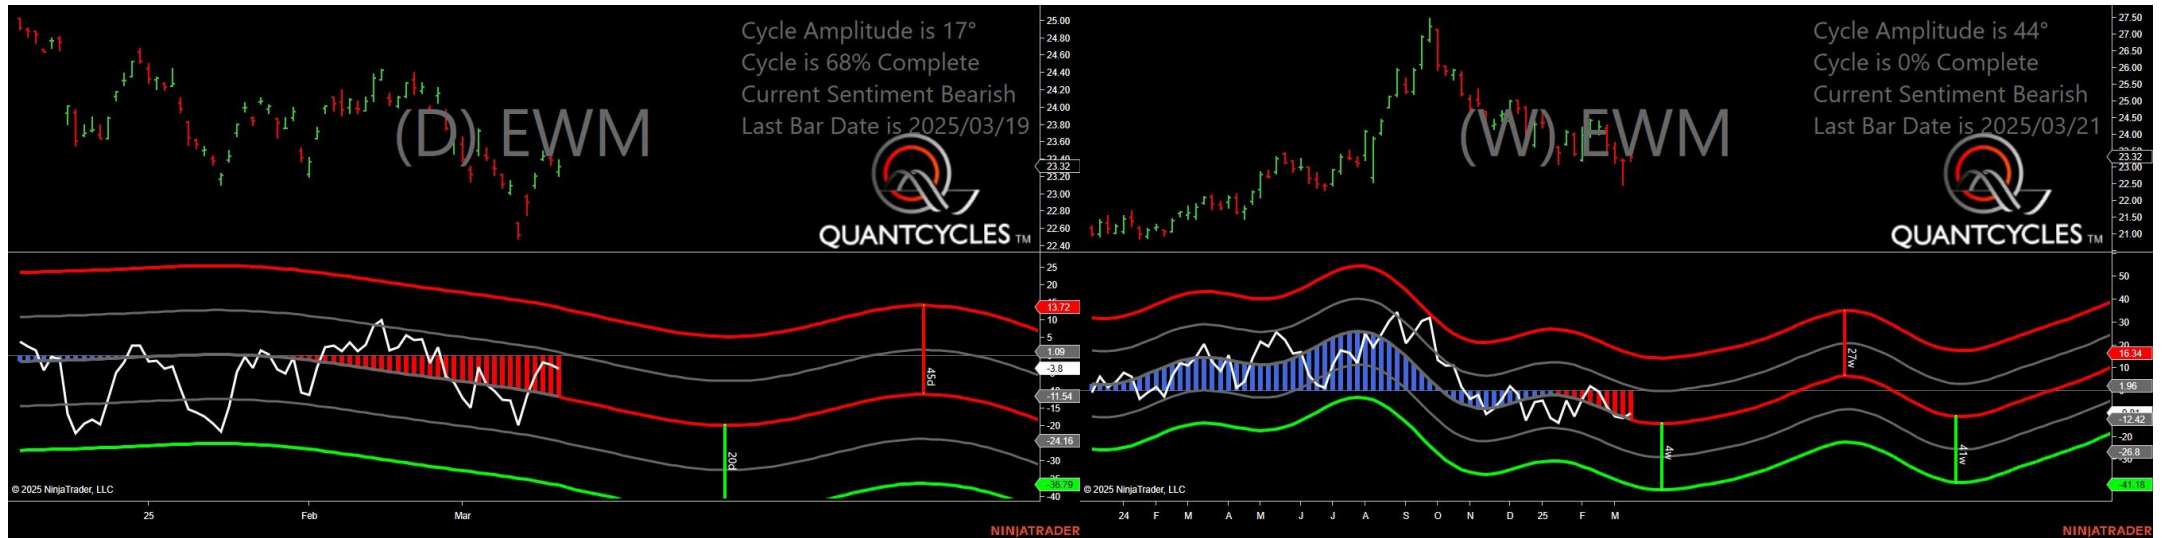 Cycle Amplitude is 17°
Cycle is 68% Complete
Current Sentiment Bearish
Last Bar Date is 2025/03/19
(D) EWM
QUANTCYCLES TM
25.00
24.80
24.60
24.40
24.20
24.00
23.80
23.60
23.40
23.32
23.20
23.00
22.80
22.60
22.40
25
20
13.72
10
5
1.09
-3.8
-11.54
-15
-20
-24.16
-30
-36.79
-40
45d
20d
© 2025 NinjaTrader, LLC
25
Feb
Mar
NINJATRADER
Cycle Amplitude is 44°
Cycle is 0% Complete
Current Sentiment Bearish
Last Bar Date is 2025/03/21
(W) EWM
QUANTCYCLES TM
27.50
27.00
26.50
26.00
25.50
25.00
24.50
24.00
23.32
23.00
22.50
22.00
21.50
21.00
50
40
30
20
16.34
10
1.96
-12.42
-20
-26.8
-30
-41.18
27w
4w
41w
© 2025 NinjaTrader, LLC
24 F M A M J J A S O N D 25 F M
NINJATRADER